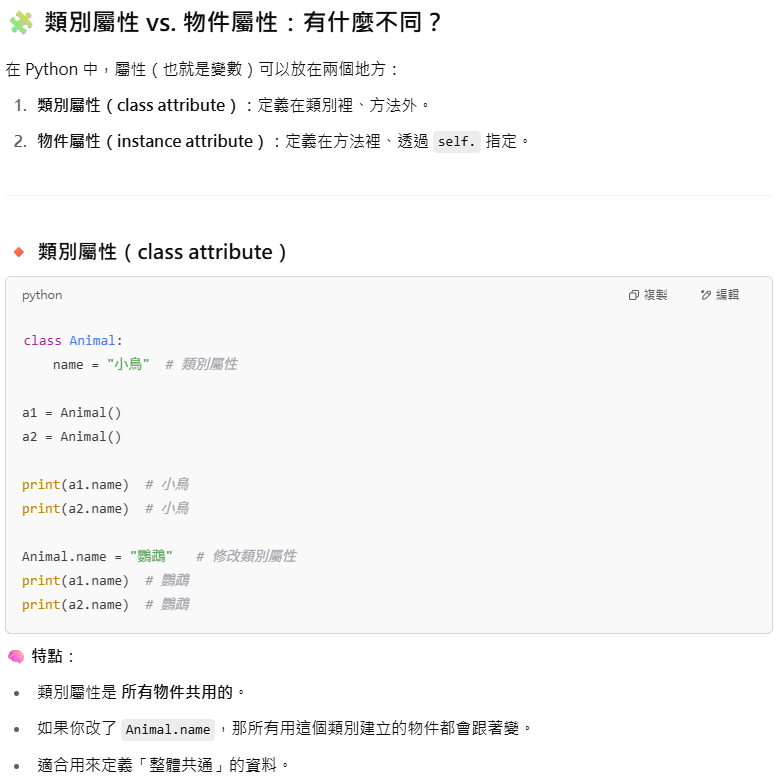 🧩 類別屬性 vs. 物件屬性：有什麼不同？
在 Python 中，屬性（也就是變數）可以放在兩個地方：
1. 類別屬性（class attribute）：定義在類別裡、方法外。
2. 物件屬性（instance attribute）：定義在方法裡、透過 self. 指定。
🔸 類別屬性（class attribute）
python 複製 編輯
class Animal:
    name = "小鳥"  # 類別屬性
a1 = Animal()
a2 = Animal()
print(a1.name)  # 小鳥
print(a2.name)  # 小鳥
Animal.name = "鸚鵡"   # 修改類別屬性
print(a1.name)  # 鸚鵡
print(a2.name)  # 鸚鵡
🧠 特點：
• 類別屬性是 所有物件共用的。
• 如果你改了 Animal.name，那所有用這個類別建立的物件都會跟著變。
• 適合用來定義「整體共通」的資料。